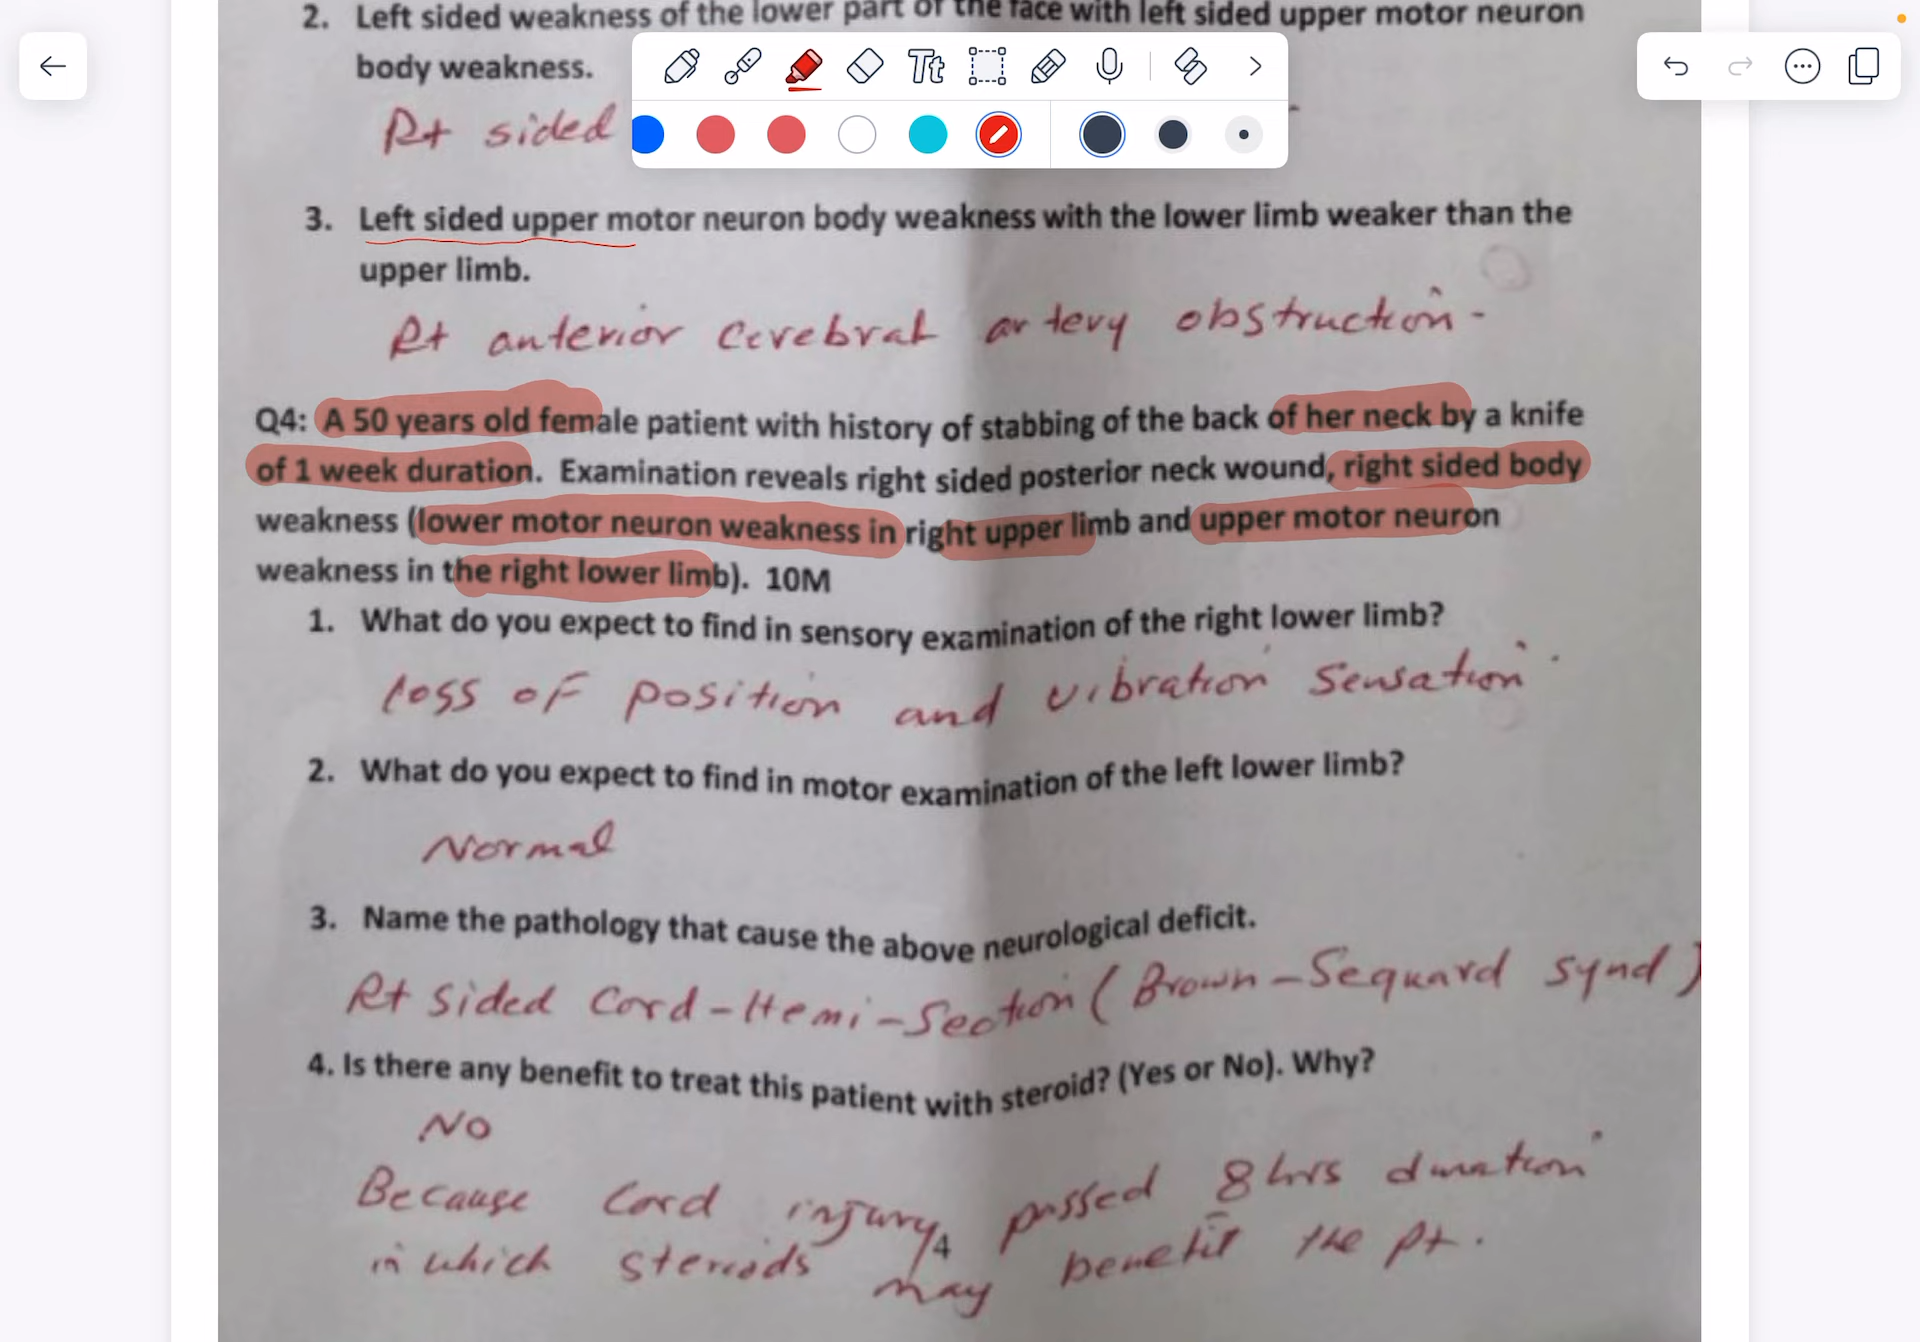 2. Left sided weakness of the lower part of the face with left sided upper motor neuron
body weakness.
Tt
Rt sided
3. Left sided upper motor neuron body weakness with the lower limb weaker than the
upper limb.
Rt anterior cerebral artery obstruction -
Q4: A 50 years old female patient with history of stabbing of the back of her neck by a knife
of 1 week duration. Examination reveals right sided posterior neck wound, right sided body
weakness (lower motor neuron weakness in right upper limb and upper motor neuron
weakness in the right lower limb). 10M
1. What do you expect to find in sensory examination of the right lower limb?
loss of position and vibration sensation.
2. What do you expect to find in motor examination of the left lower limb?
Normal
3. Name the pathology that cause the above neurological deficit.
Rt sided Cord-Hemi-Section (Brown-Sequard synd)
4. Is there any benefit to treat this patient with steroid? (Yes or No). Why?
NO
Because Cord injury passed 8 hrs duration
in which steroids may benefit the pt.
4